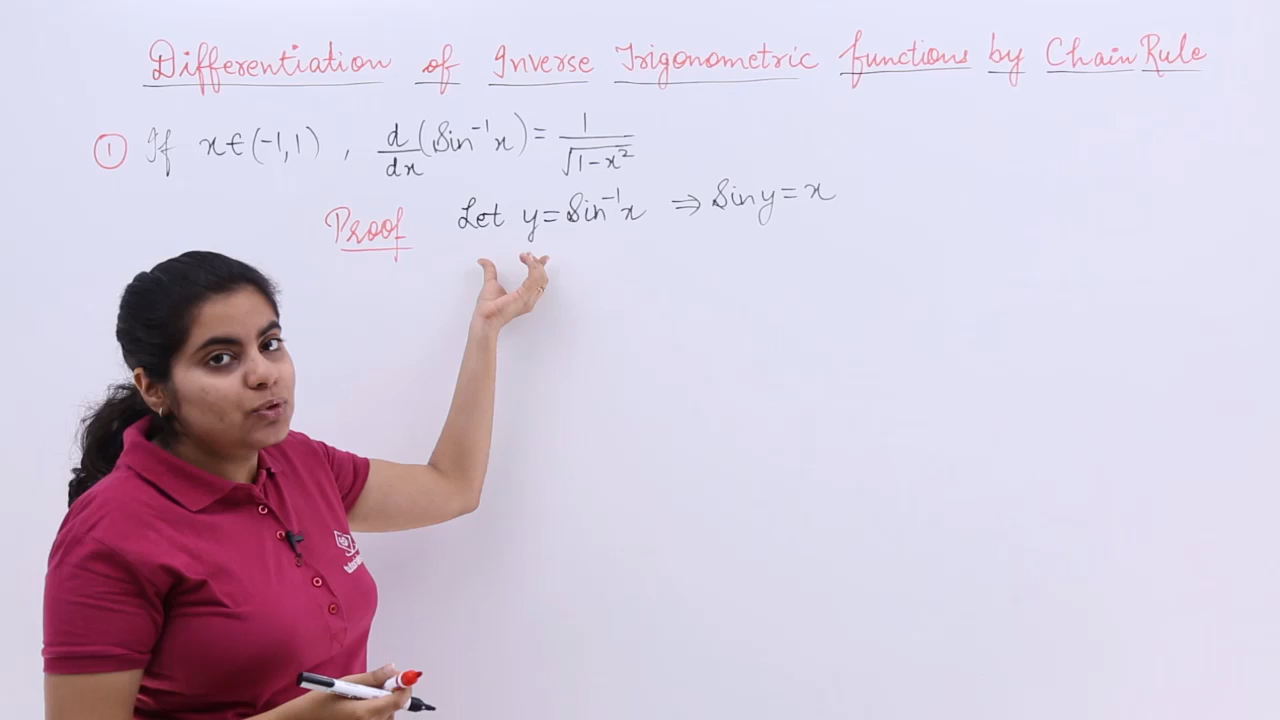 Differentiation of Inverse Trigonometric functions by Chain Rule
① If x∈(-1,1) , d/dx (Sin⁻¹x) = 1/√(1-x²)
Proof Let y = Sin⁻¹x ⇒ Sin y = x